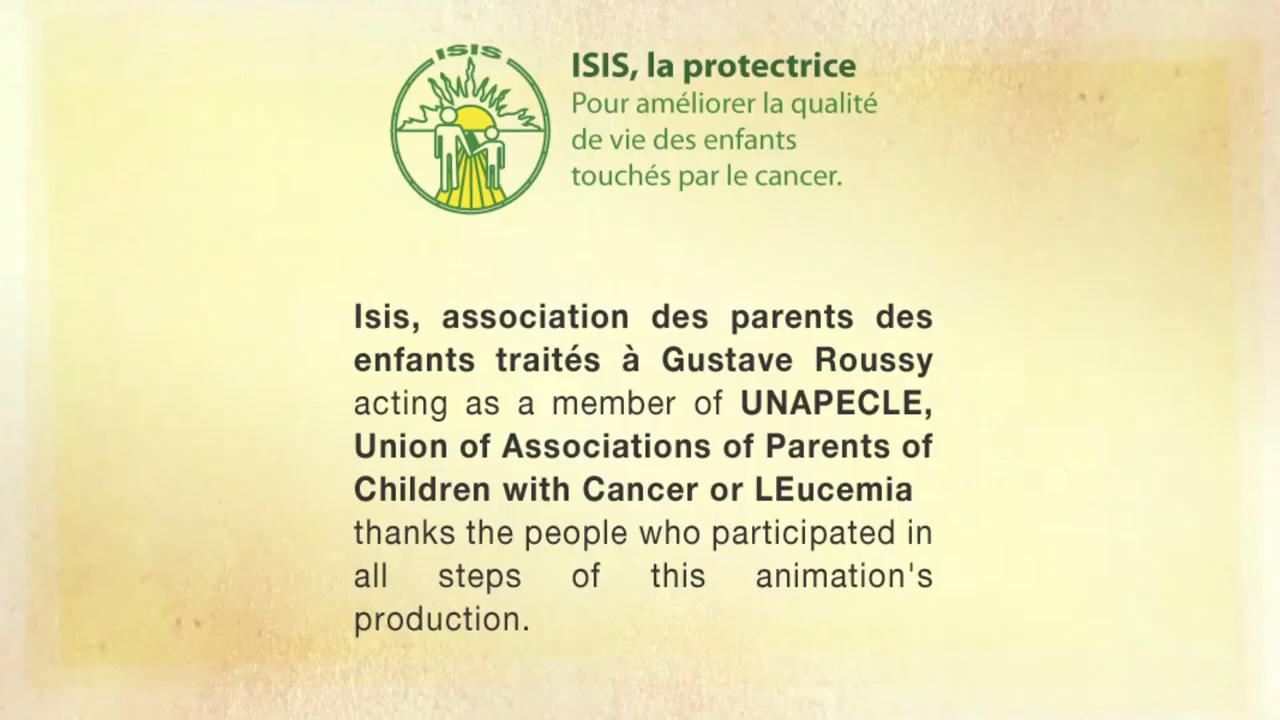 ISIS
ISIS, la protectrice
Pour améliorer la qualité
de vie des enfants
touchés par le cancer.
Isis, association des parents des
enfants traités à Gustave Roussy
acting as a member of UNAPECLE,
Union of Associations of Parents of
Children with Cancer or LEucemia
thanks the people who participated in
all steps of this animation's
production.